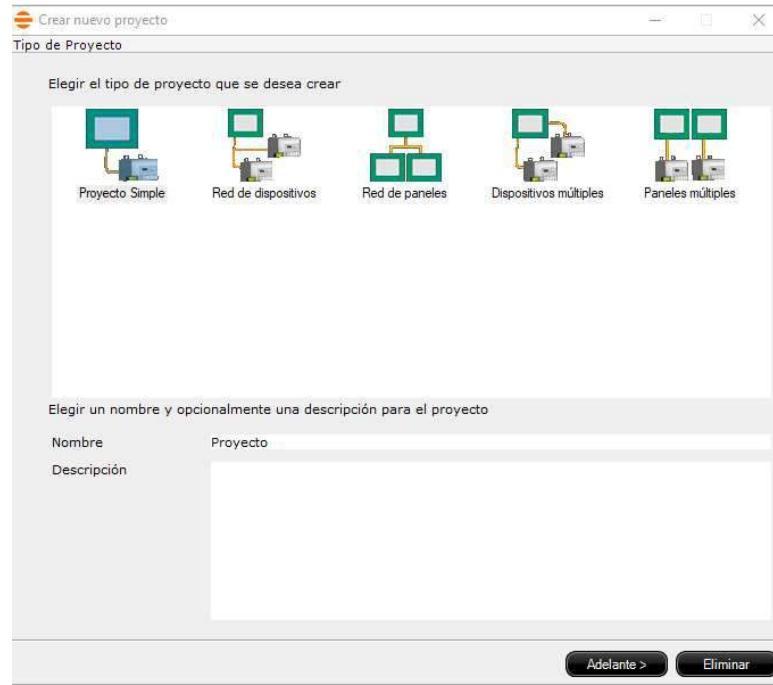 Crear nuevo proyecto
Tipo de Proyecto
Elegir el tipo de proyecto que se desea crear
Proyecto Simple Red de dispositivos Red de paneles Dispositivos múltiples Paneles múltiples
Elegir un nombre y opcionalmente una descripción para el proyecto
Nombre Proyecto
Descripción
Adelante > Eliminar